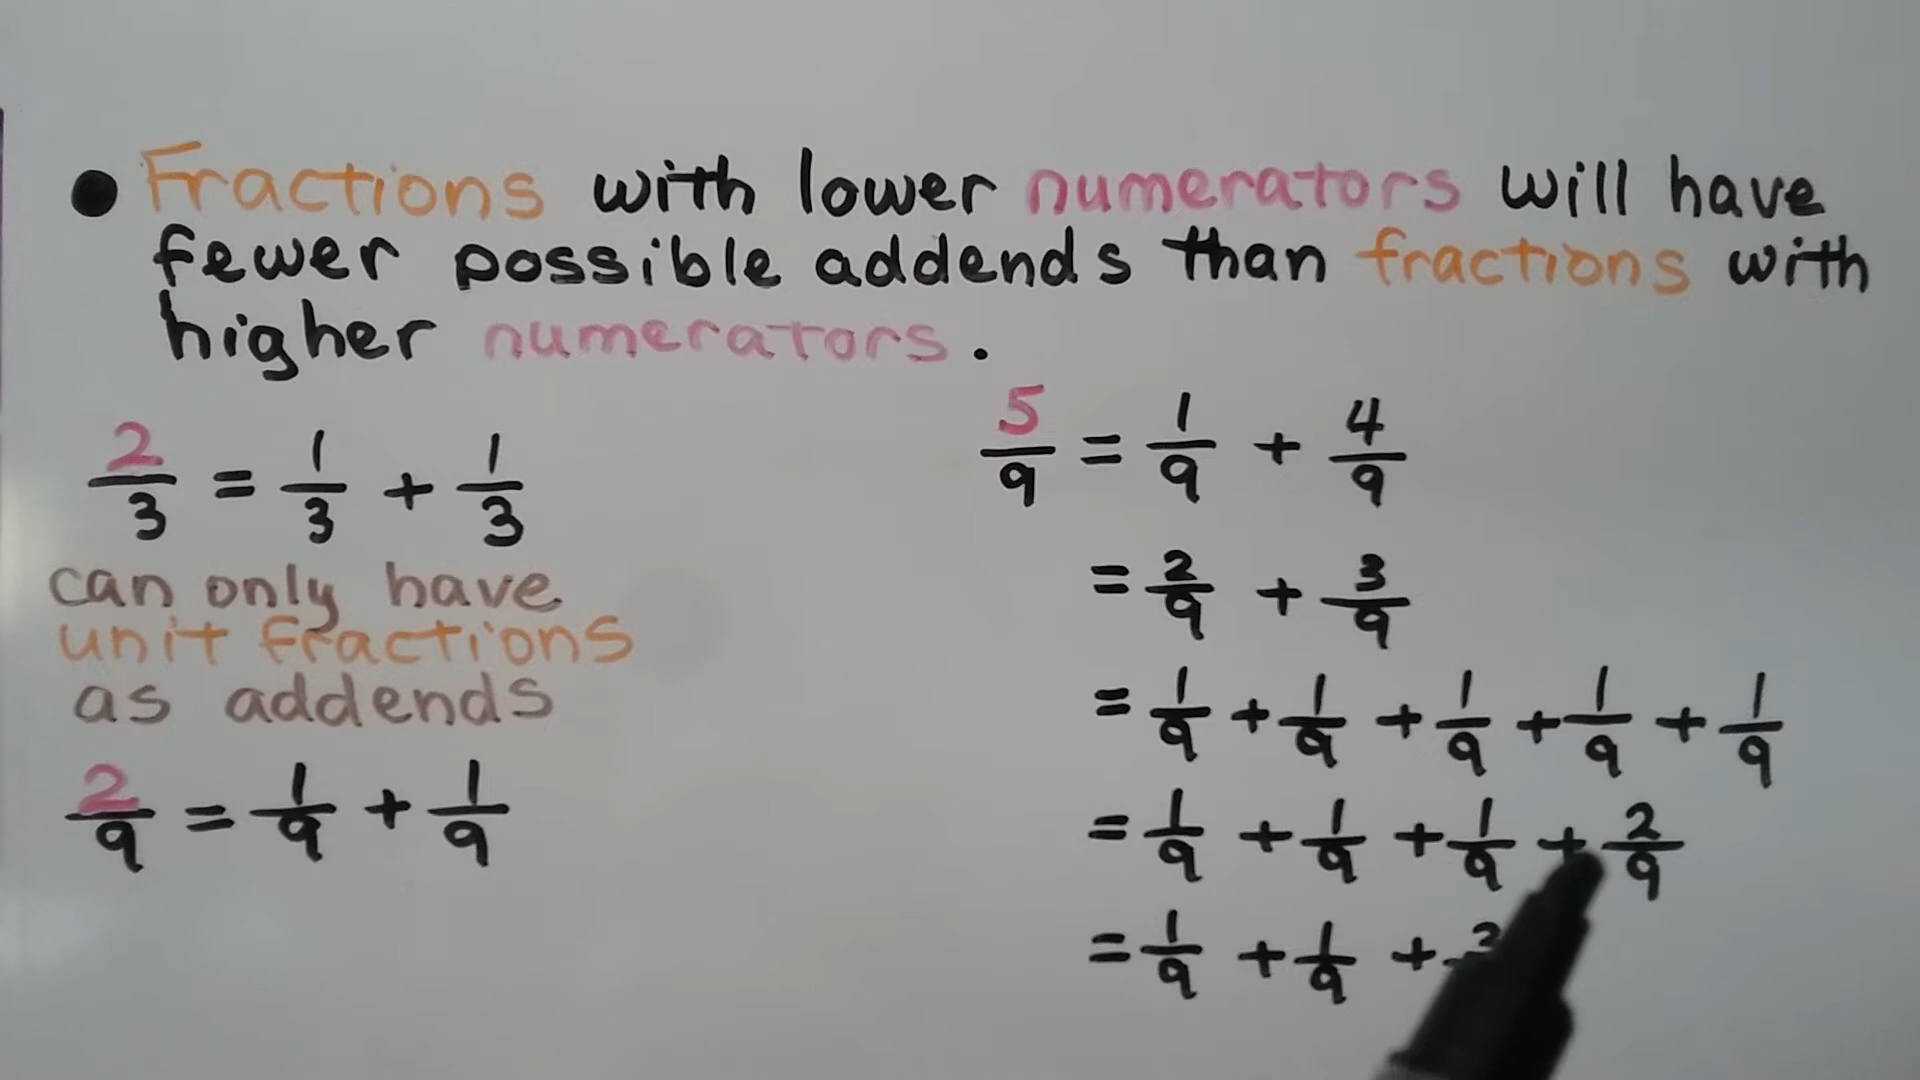 • Fractions with lower numerators will have
fewer possible addends than fractions with
higher numerators.
2/3 = 1/3 + 1/3
can only have
unit fractions
as addends
2/9 = 1/9 + 1/9
5/9 = 1/9 + 4/9
= 2/9 + 3/9
= 1/9 + 1/9 + 1/9 + 1/9 + 1/9
= 1/9 + 1/9 + 1/9 + 2/9
= 1/9 + 1/9 +